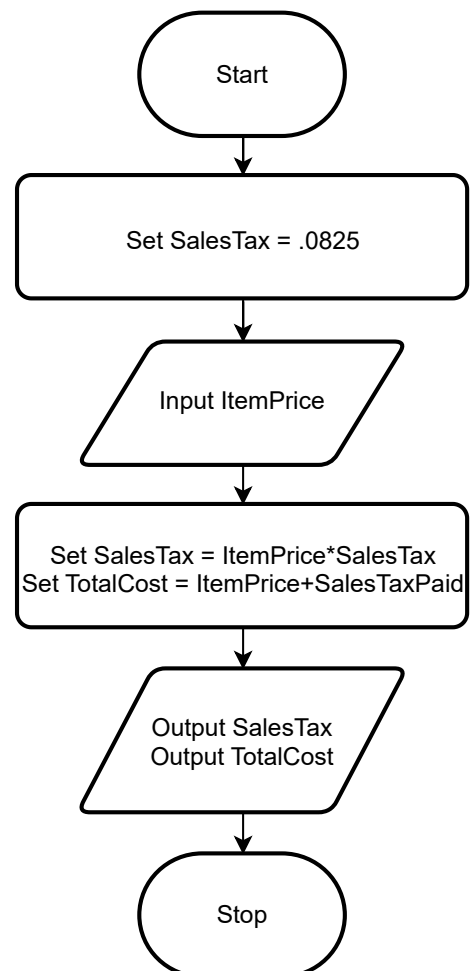 Start
Set SalesTax = .0825
Input ItemPrice
Set SalesTax = ItemPrice*SalesTax
Set TotalCost = ItemPrice+SalesTaxPaid
Output SalesTax
Output TotalCost
Stop